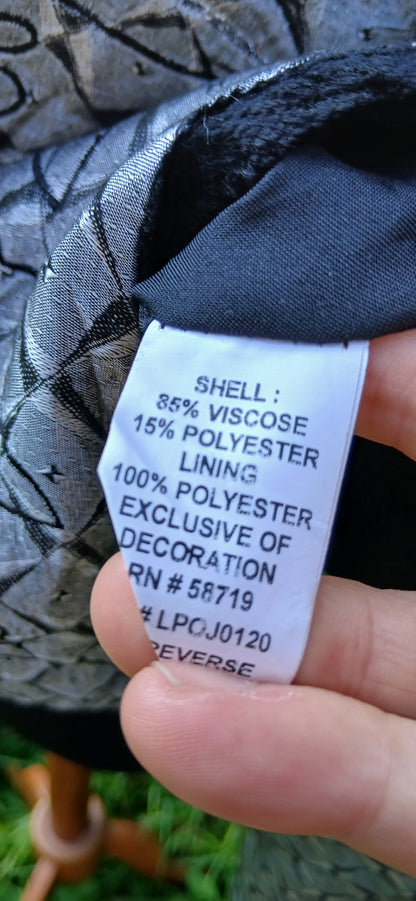 SHELL :
85% VISCOSE
15% POLYESTER
LINING
100% POLYESTER
EXCLUSIVE OF
DECORATION
RN # 58719
# LPOJ0120
REVERSE